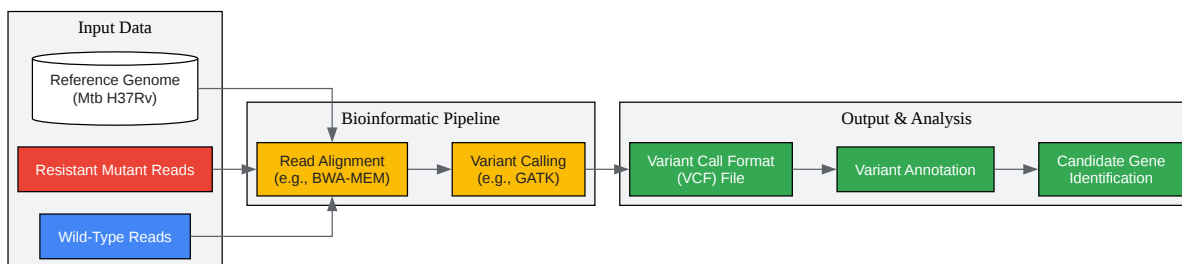 Input Data
Reference Genome
(Mtb H37Rv)
Resistant Mutant Reads
Wild-Type Reads
Bioinformatic Pipeline
Read Alignment
(e.g., BWA-MEM)
Variant Calling
(e.g., GATK)
Output & Analysis
Variant Call Format
(VCF) File
Variant Annotation
Candidate Gene
Identification